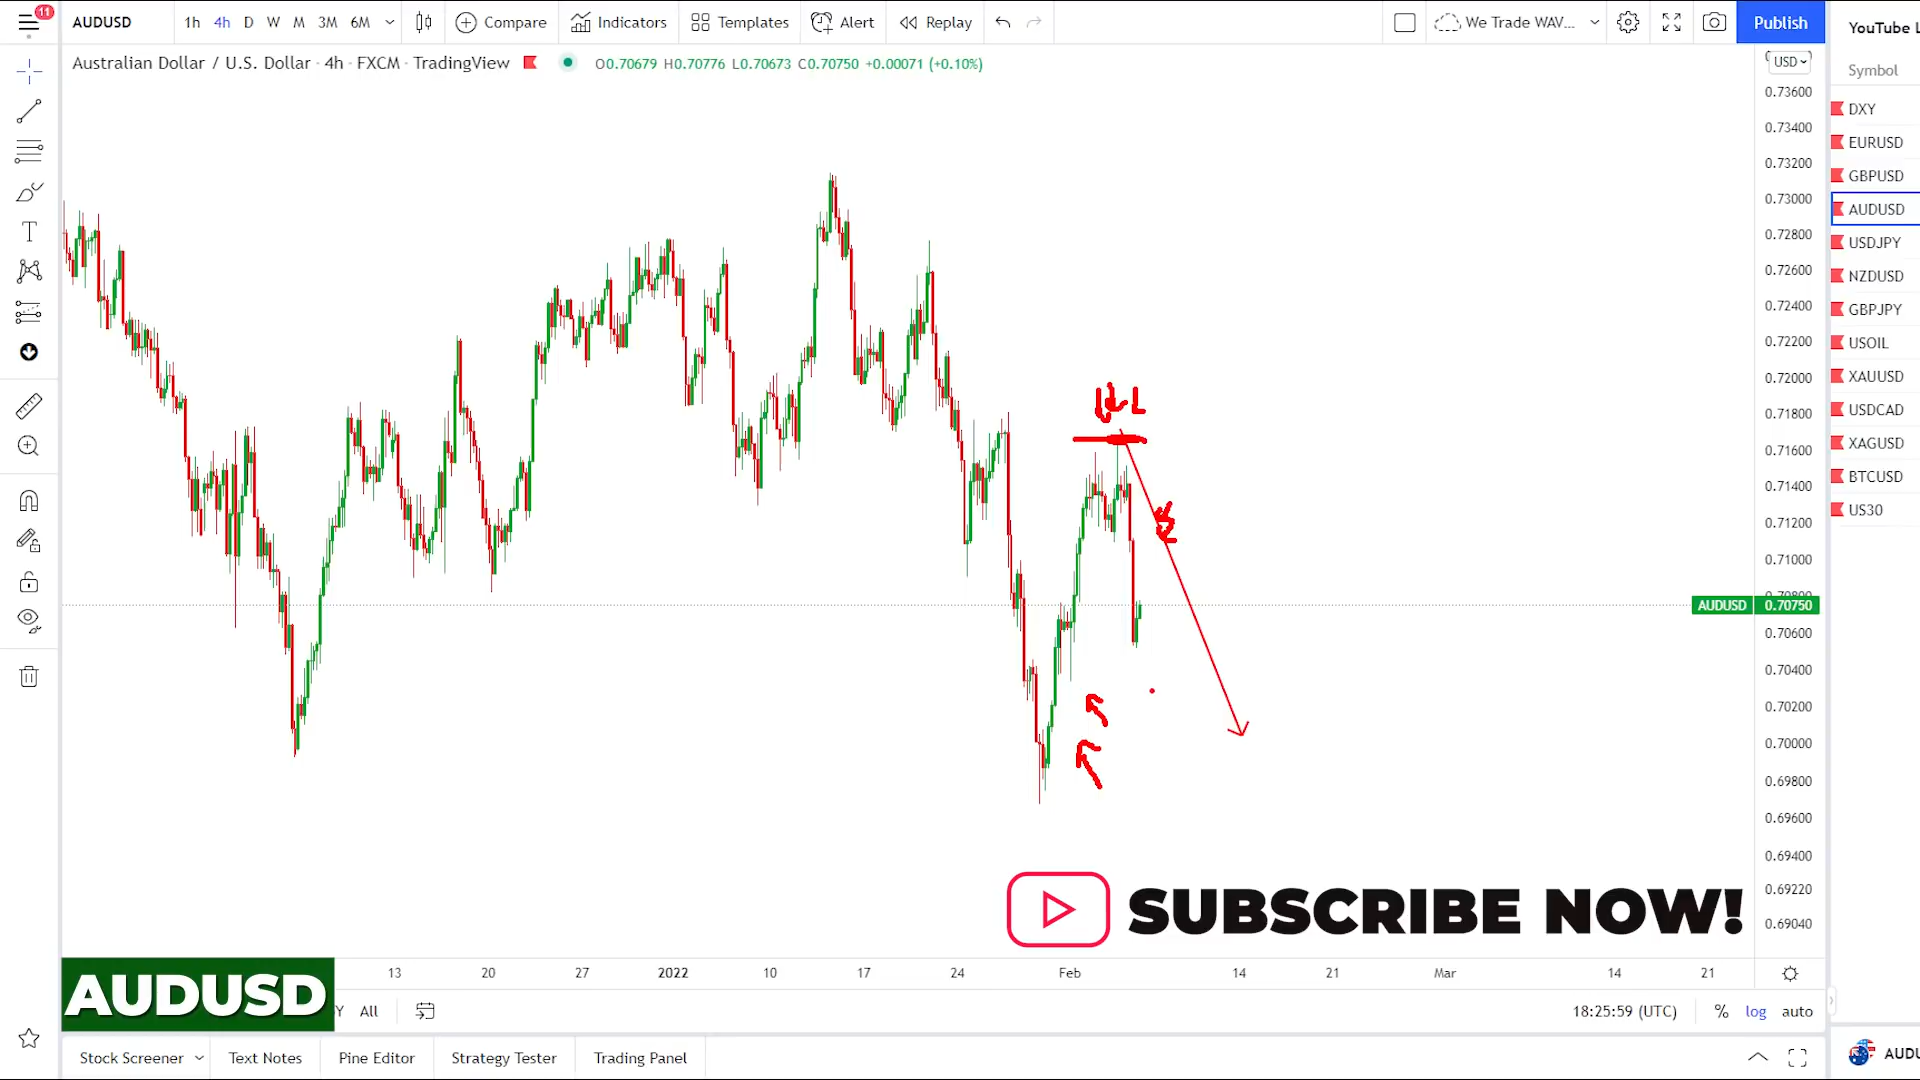 11
AUDUSD 1h 4h D W M 3M 6M Compare Indicators Templates Alert Replay We Trade WAV... Publish
YouTube L
Australian Dollar / U.S. Dollar · 4h · FXCM · TradingView O0.70679 H0.70776 L0.70673 C0.70750 +0.00071 (+0.10%)
USD
Symbol
0.73600
0.73400
0.73200
0.73000
0.72800
0.72600
0.72400
0.72200
0.72000
0.71800
0.71600
0.71400
0.71200
0.71000
0.70800
AUDUSD 0.70750
0.70600
0.70400
0.70200
0.70000
0.69800
0.69600
0.69400
0.69220
0.69040
DXY
EURUSD
GBPUSD
AUDUSD
USDJPY
NZDUSD
GBPJPY
USOIL
XAUUSD
USDCAD
XAGUSD
BTCUSD
US30
SUBSCRIBE NOW!
13 20 27 2022 10 17 24 Feb 14 21 Mar 14 21
AUDUSD
Y All
18:25:59 (UTC) % log auto
Stock Screener Text Notes Pine Editor Strategy Tester Trading Panel
AUDU